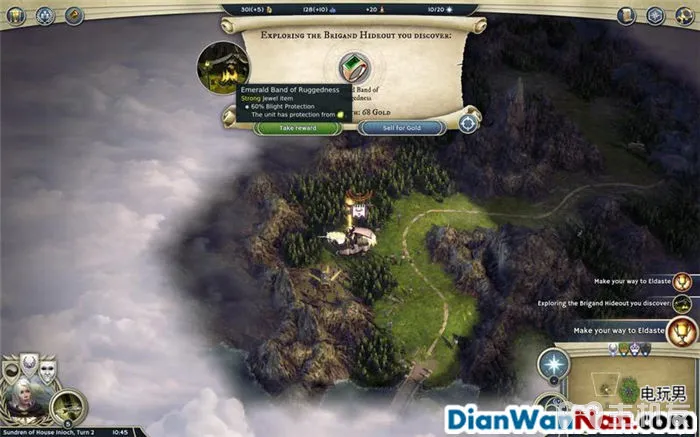 301(+5)
128(+10)
+20
10/20
Exploring the Brigand Hideout you discover:
Emerald Band of Ruggedness
Strong Jewel Item
60% Blight Protection
The unit has protection from
Band of
68 Gold
Take reward
Sell for Gold
Make your way to Eldaste
Exploring the Brigand Hideout you discover:
Make your way to Eldaste
电玩男
DianWanNan.com
Sundren of House Inioch, Turn 2
10:45